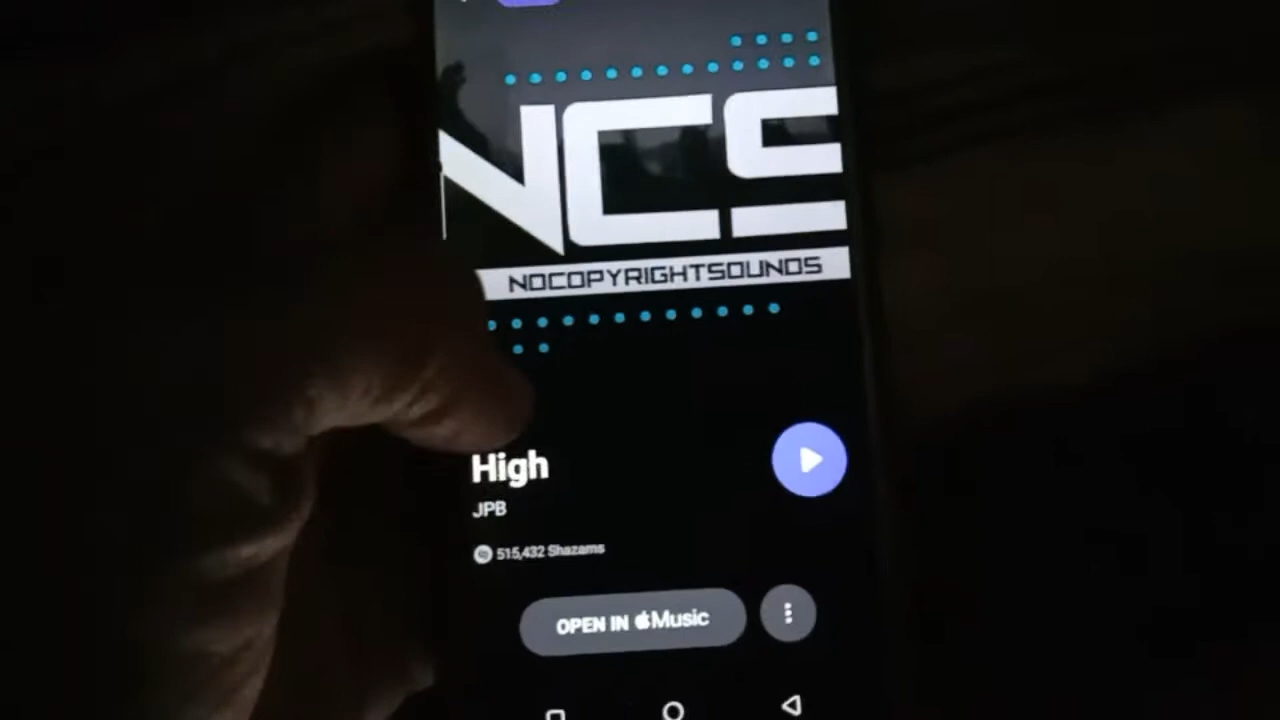 NCS
NOCOPYRIGHTSOUNDS
High
JPB
515,432 Shazams
OPEN IN Music